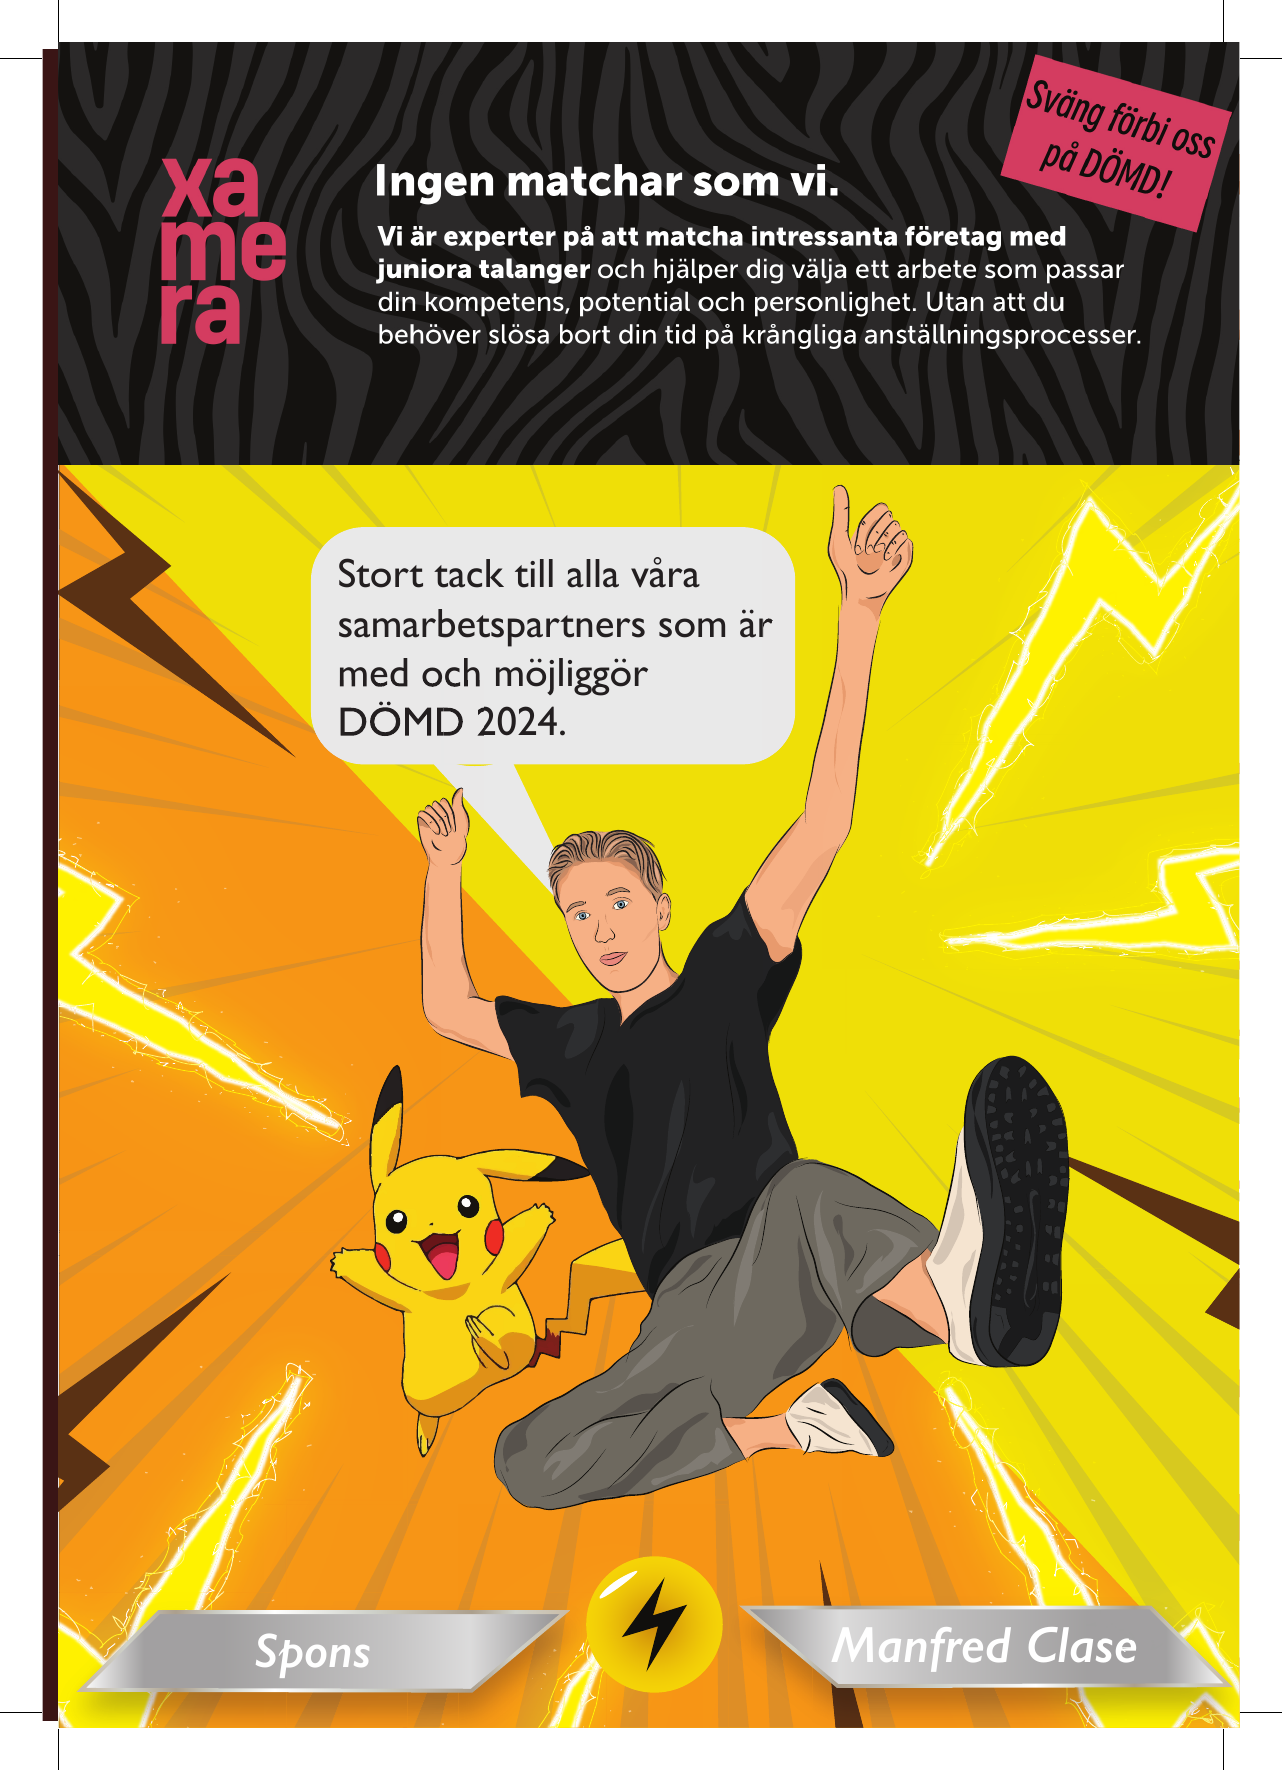 Sväng förbi oss
på DÖMD!
xa
me
ra
Ingen matchar som vi.
Vi är experter på att matcha intressanta företag med
juniora talanger och hjälper dig välja ett arbete som passar
din kompetens, potential och personlighet. Utan att du
behöver slösa bort din tid på krångliga anställningsprocesser.
Stort tack till alla våra
samarbetspartners som är
med och möjliggör
DÖMD 2024.
Spons
Manfred Clase